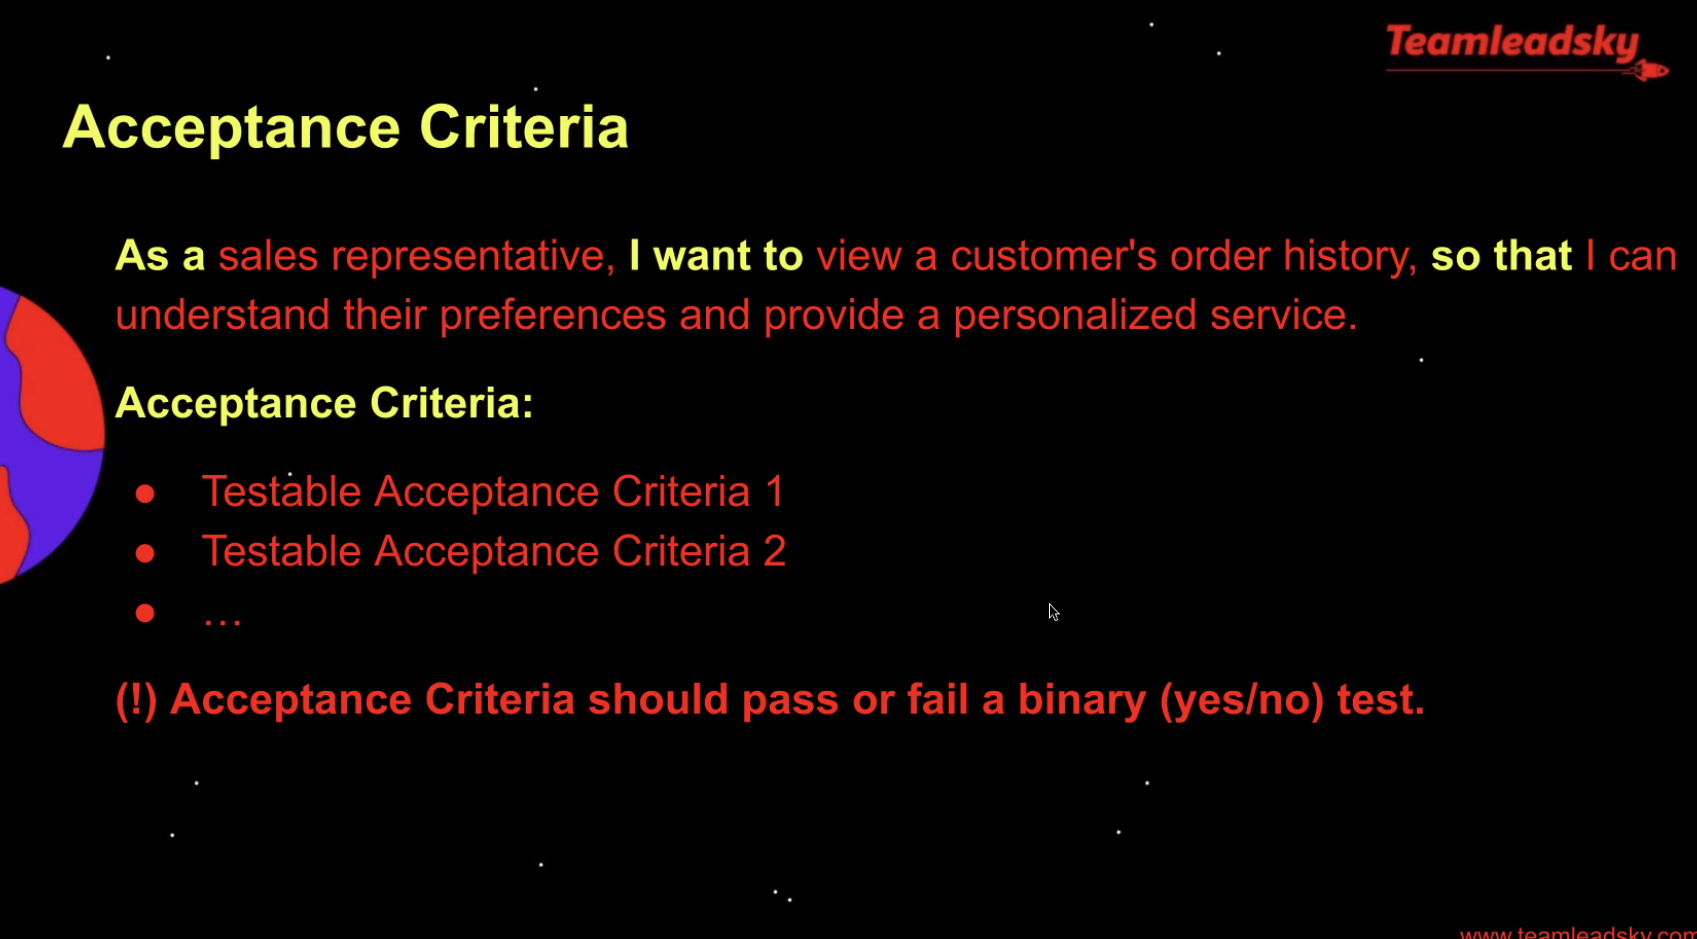 Teamleadsky
Acceptance Criteria
As a sales representative, I want to view a customer's order history, so that I can
understand their preferences and provide a personalized service.
Acceptance Criteria:
● Testable Acceptance Criteria 1
● Testable Acceptance Criteria 2
● …
(!) Acceptance Criteria should pass or fail a binary (yes/no) test.
www.teamleadsky.com